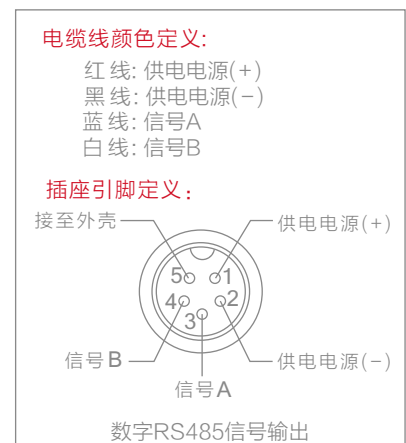 电缆线颜色定义:
红 线: 供电电源(+)
黑 线: 供电电源(-)
蓝 线: 信号A
白 线: 信号B
插座引脚定义:
接至外壳 供电电源(+)
5 1
4 2
3
信号B 供电电源(-)
信号A
数字RS485信号输出